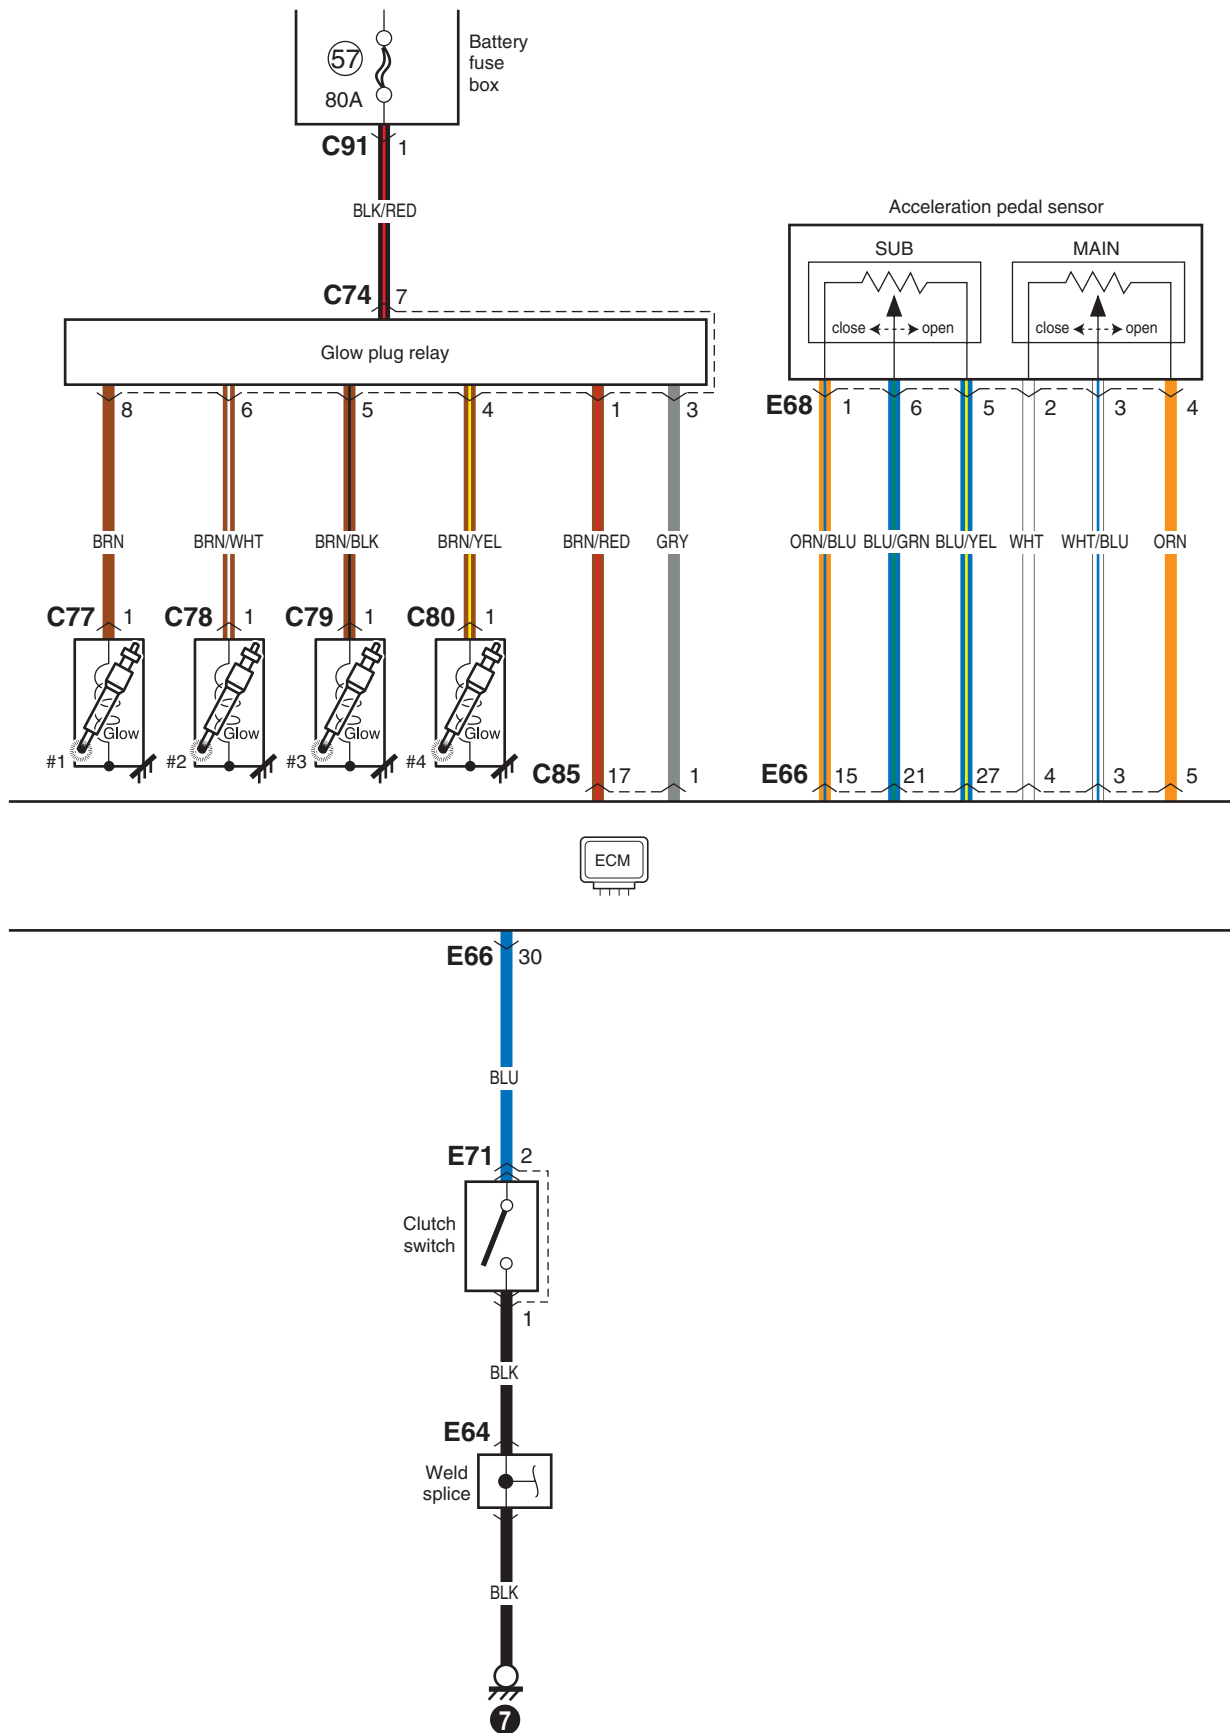 57
80A
Battery
fuse
box
C91 1
BLK/RED
C74 7
Glow plug relay
8 6 5 4 1 3
BRN BRN/WHT BRN/BLK BRN/YEL BRN/RED GRY
C77 1 C78 1 C79 1 C80 1
Glow Glow Glow Glow
#1 #2 #3 #4
C85 17 1
Acceleration pedal sensor
SUB MAIN
close open close open
E68 1 6 5 2 3 4
ORN/BLU BLU/GRN BLU/YEL WHT WHT/BLU ORN
E66 15 21 27 4 3 5
ECM
E66 30
BLU
E71 2
Clutch
switch
1
BLK
E64
Weld
splice
BLK
7